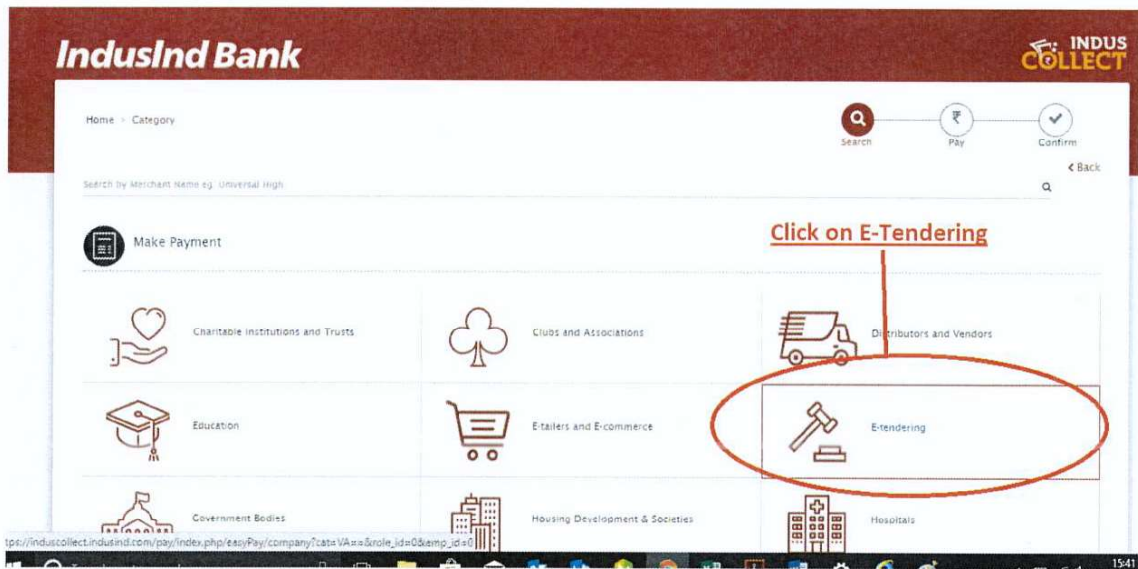 IndusInd Bank
INDUS
COLLECT
Home > Category
Search
Pay
Confirm
< Back
Search by Merchant Name eg. Universal High
Make Payment
Click on E-Tendering
Charitable Institutions and Trusts
Clubs and Associations
Distributors and Vendors
Education
E-tailers and E-commerce
E-tendering
Government Bodies
Housing Development & Societies
Hospitals
tps://induscollect.indusind.com/pay/index.php/easyPay/company?cat=VA==&role_id=0&emp_id=0
15:41